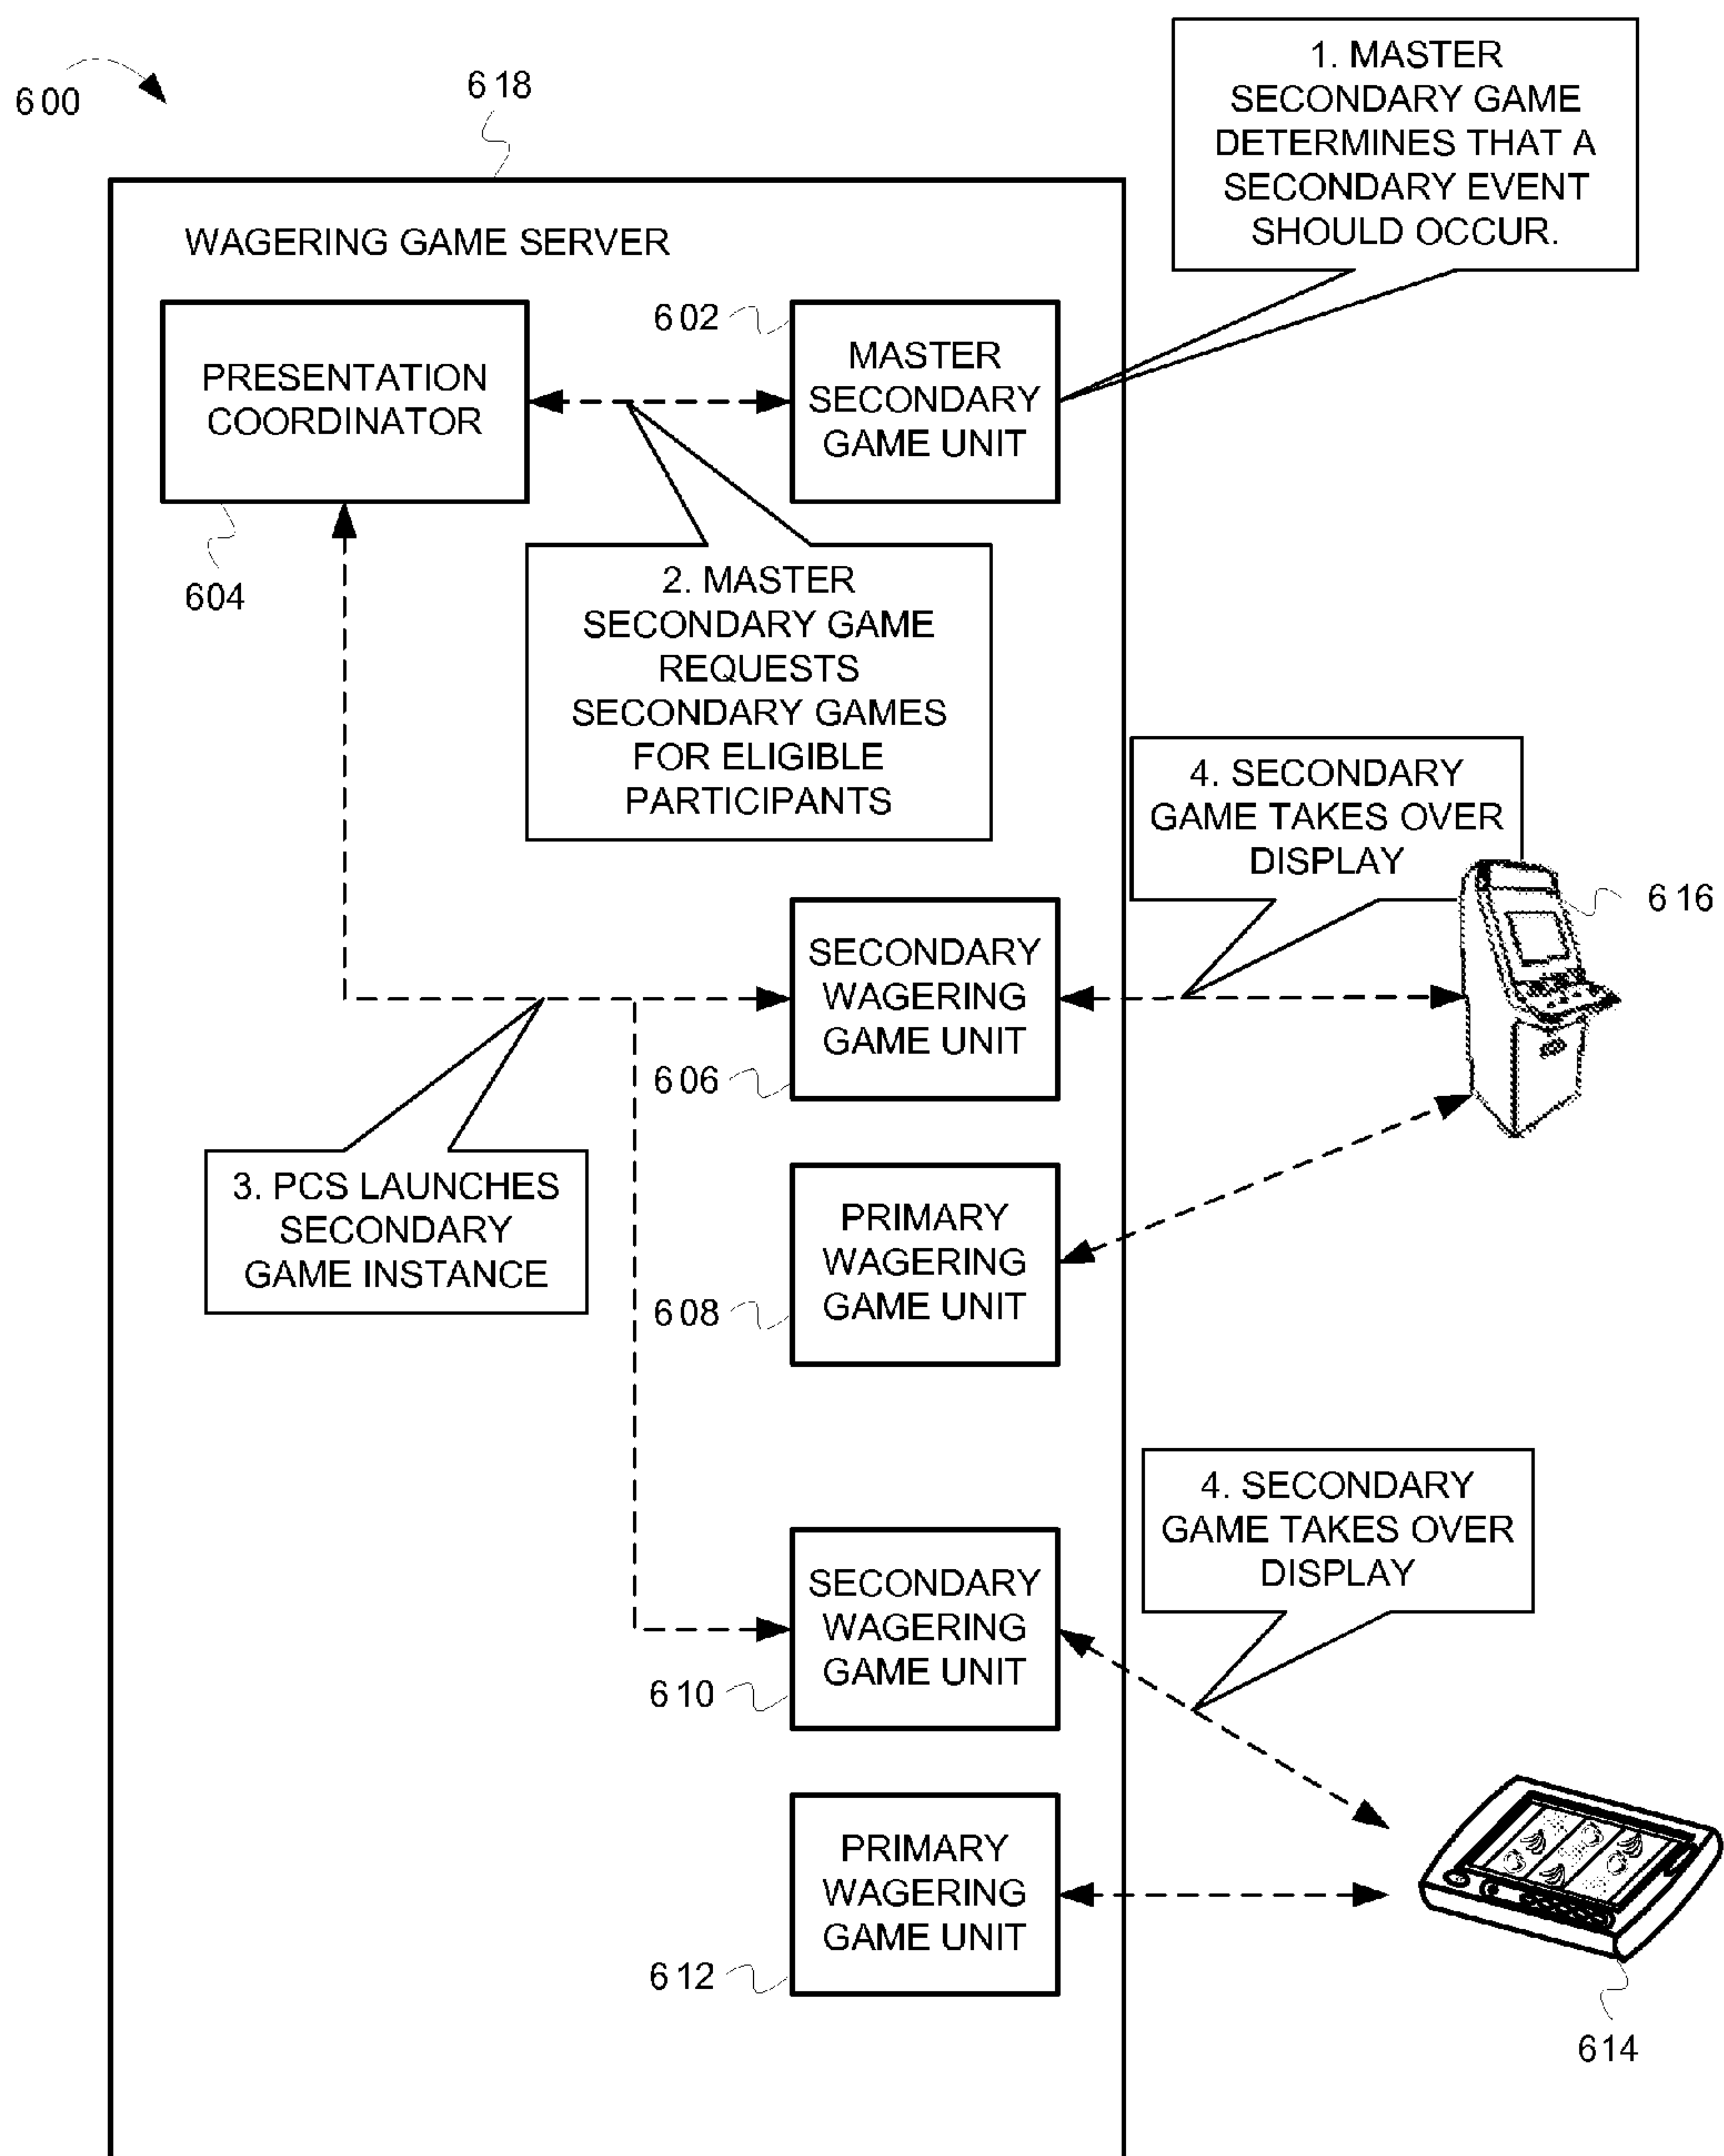 600
618
1. MASTER
SECONDARY GAME
DETERMINES THAT A
SECONDARY EVENT
SHOULD OCCUR.
WAGERING GAME SERVER
PRESENTATION
COORDINATOR
604
602
MASTER
SECONDARY
GAME UNIT
2. MASTER
SECONDARY GAME
REQUESTS
SECONDARY GAMES
FOR ELIGIBLE
PARTICIPANTS
4. SECONDARY
GAME TAKES OVER
DISPLAY
616
SECONDARY
WAGERING
GAME UNIT
606
3. PCS LAUNCHES
SECONDARY
GAME INSTANCE
PRIMARY
WAGERING
GAME UNIT
608
4. SECONDARY
GAME TAKES OVER
DISPLAY
SECONDARY
WAGERING
GAME UNIT
610
PRIMARY
WAGERING
GAME UNIT
612
614